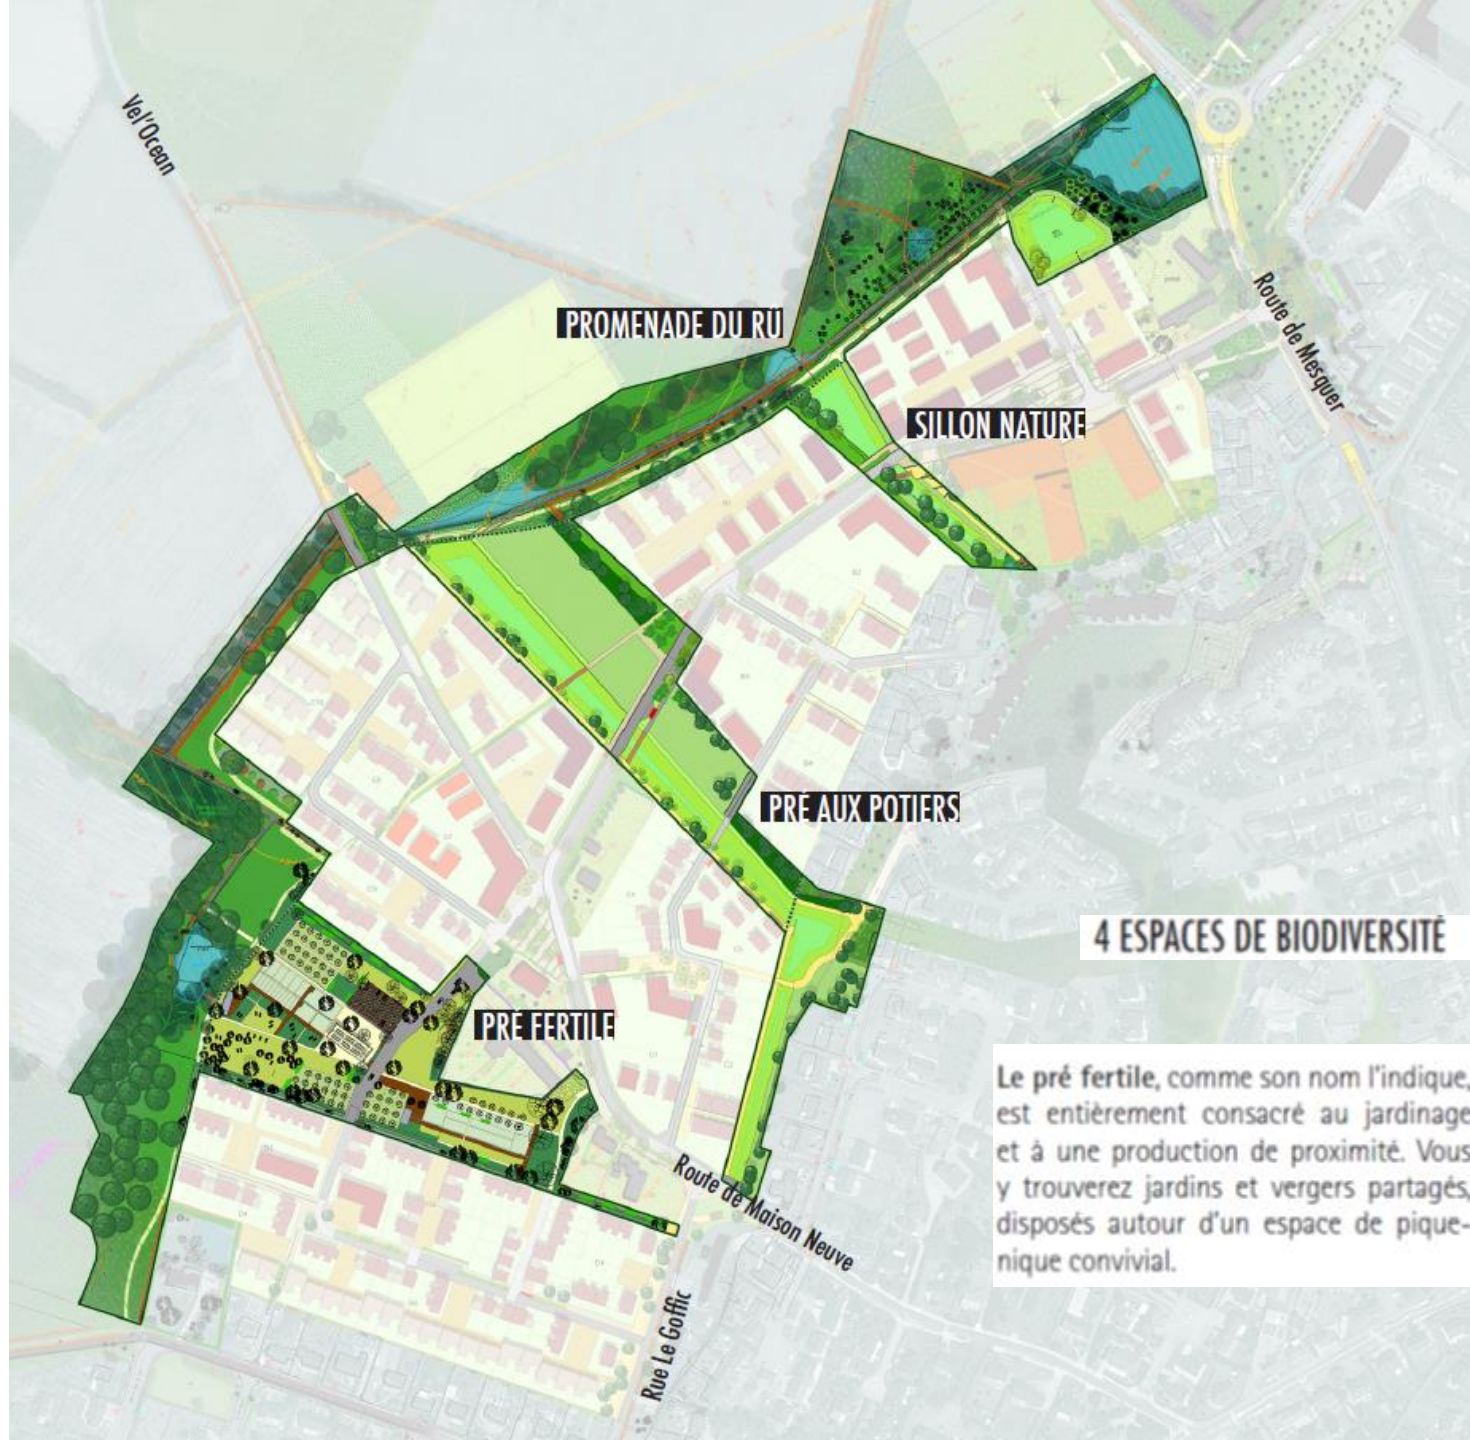 Vel'Ocean
PROMENADE DU RÛ
Route de Mesquer
SILLON NATURE
PRÉ AUX POTIERS
4 ESPACES DE BIODIVERSITÉ
PRÉ FERTILE
Le pré fertile, comme son nom l'indique,
est entièrement consacré au jardinage
et à une production de proximité. Vous
y trouverez jardins et vergers partagés,
disposés autour d'un espace de pique-
nique convivial.
Route de Maison Neuve
Rue Le Goffic